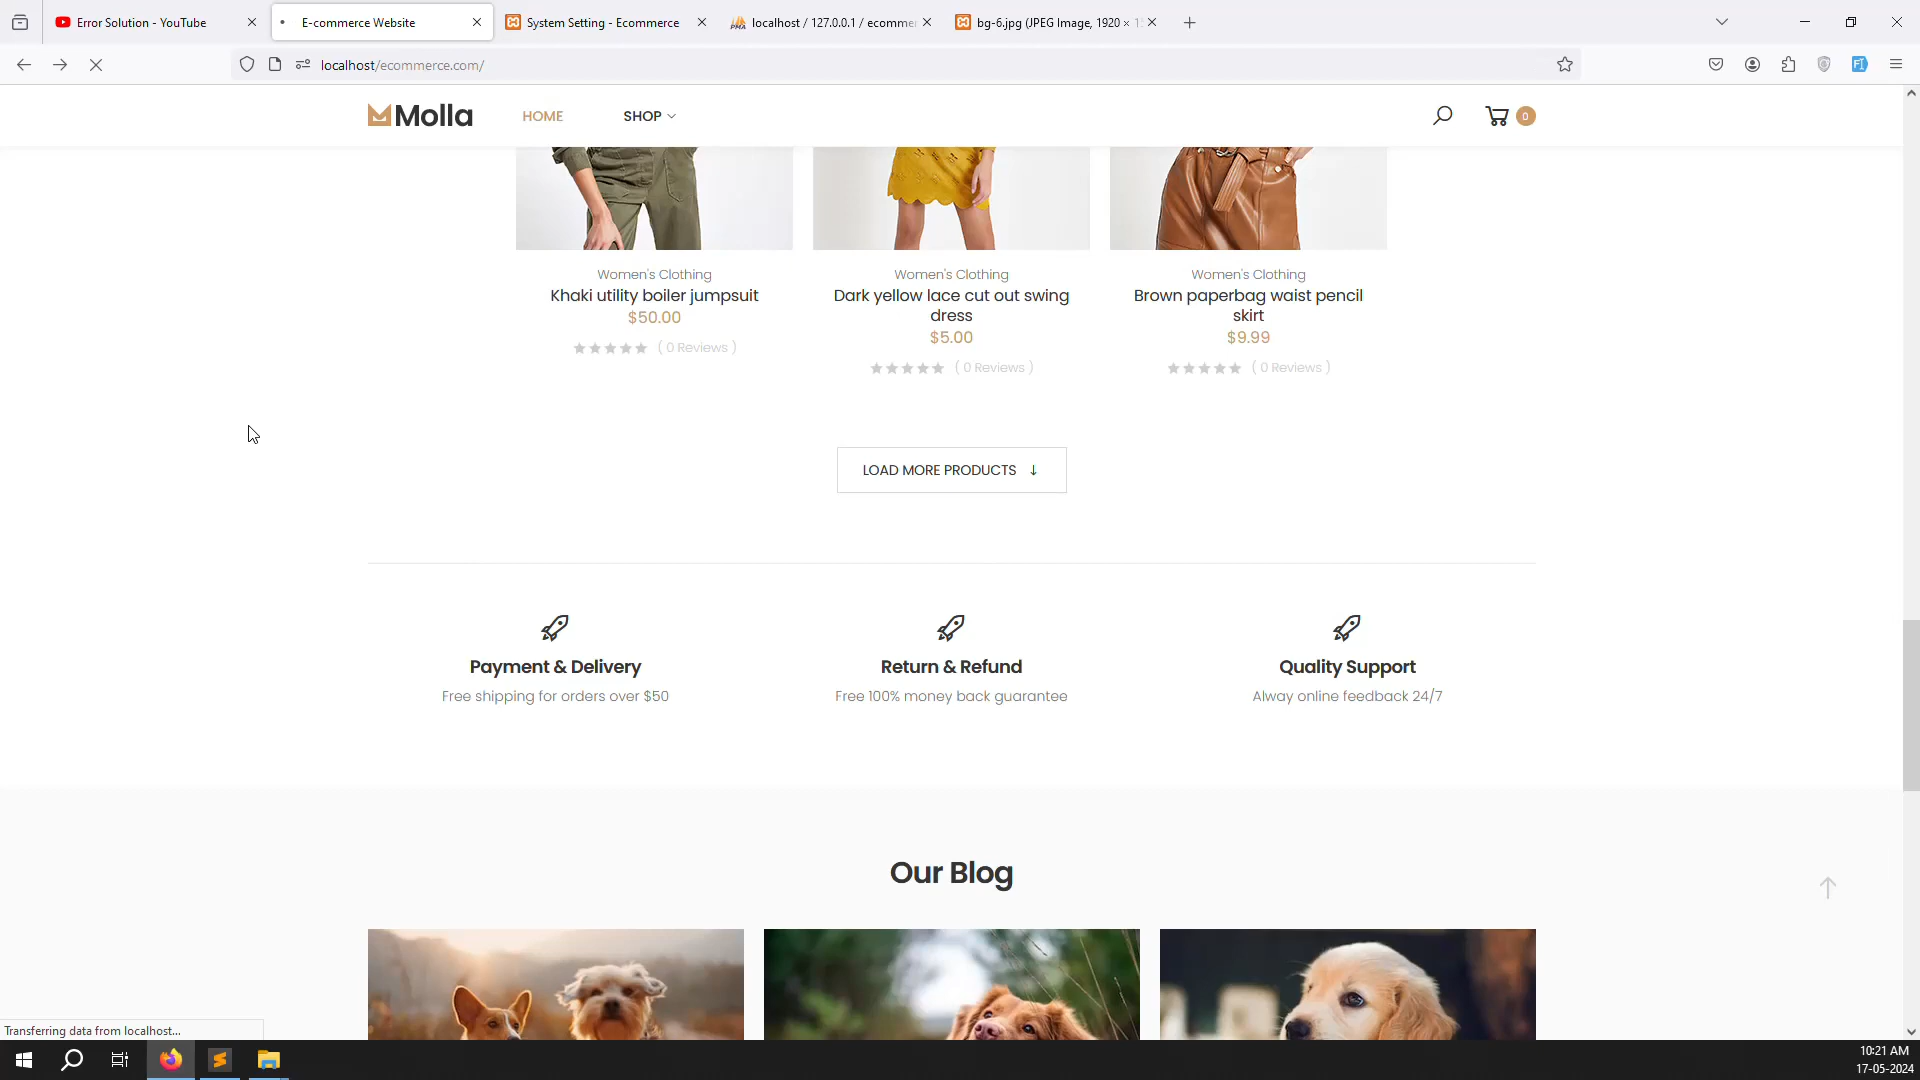 Error Solution - YouTube
E-commerce Website
System Setting - Ecommerce
localhost / 127.0.0.1 / ecomme
bg-6.jpg (JPEG Image, 1920 ×
localhost/ecommerce.com/
Molla
HOME
SHOP
0
Women's Clothing
Khaki utility boiler jumpsuit
$50.00
( 0 Reviews )
Women's Clothing
Dark yellow lace cut out swing
dress
$5.00
( 0 Reviews )
Women's Clothing
Brown paperbag waist pencil
skirt
$9.99
( 0 Reviews )
LOAD MORE PRODUCTS
Payment & Delivery
Free shipping for orders over $50
Return & Refund
Free 100% money back guarantee
Quality Support
Alway online feedback 24/7
Our Blog
Transferring data from localhost...
10:21 AM
17-05-2024